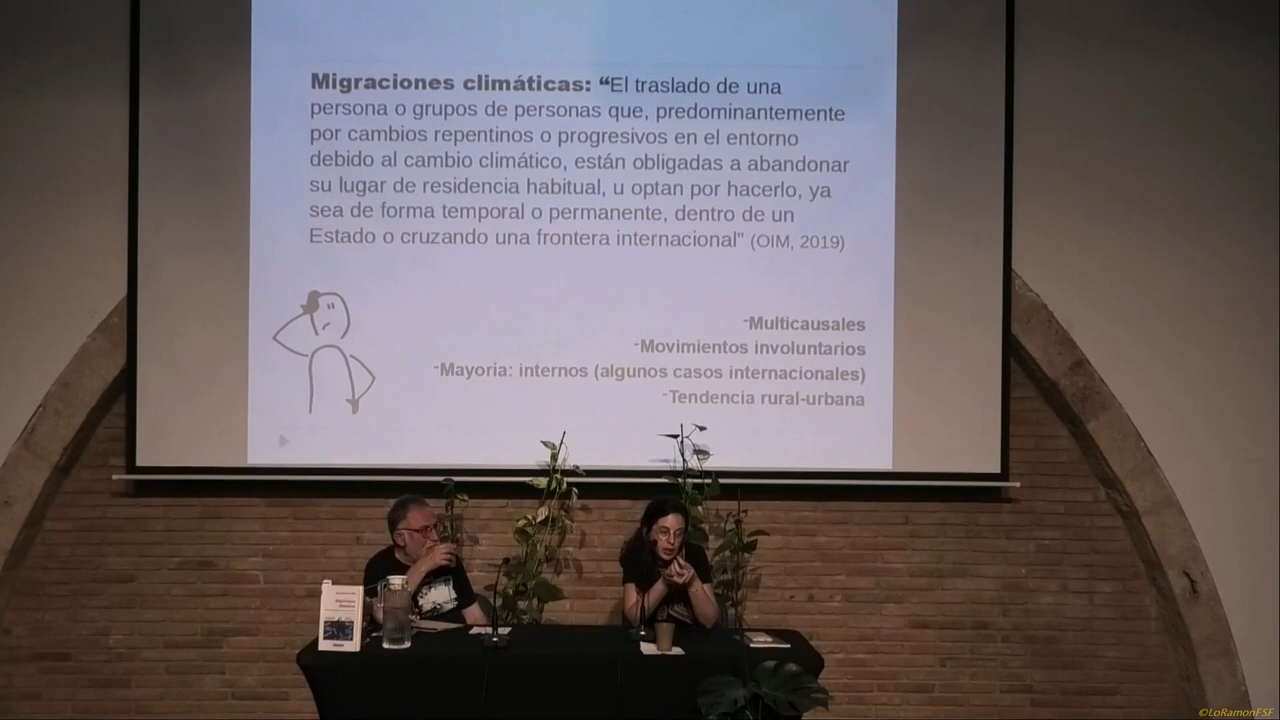 Migraciones climáticas: “El traslado de una
persona o grupos de personas que, predominantemente
por cambios repentinos o progresivos en el entorno
debido al cambio climático, están obligadas a abandonar
su lugar de residencia habitual, u optan por hacerlo, ya
sea de forma temporal o permanente, dentro de un
Estado o cruzando una frontera internacional" (OIM, 2019)
-Multicausales
-Movimientos involuntarios
-Mayoria: internos (algunos casos internacionales)
-Tendencia rural-urbana
©LoRamonFSF